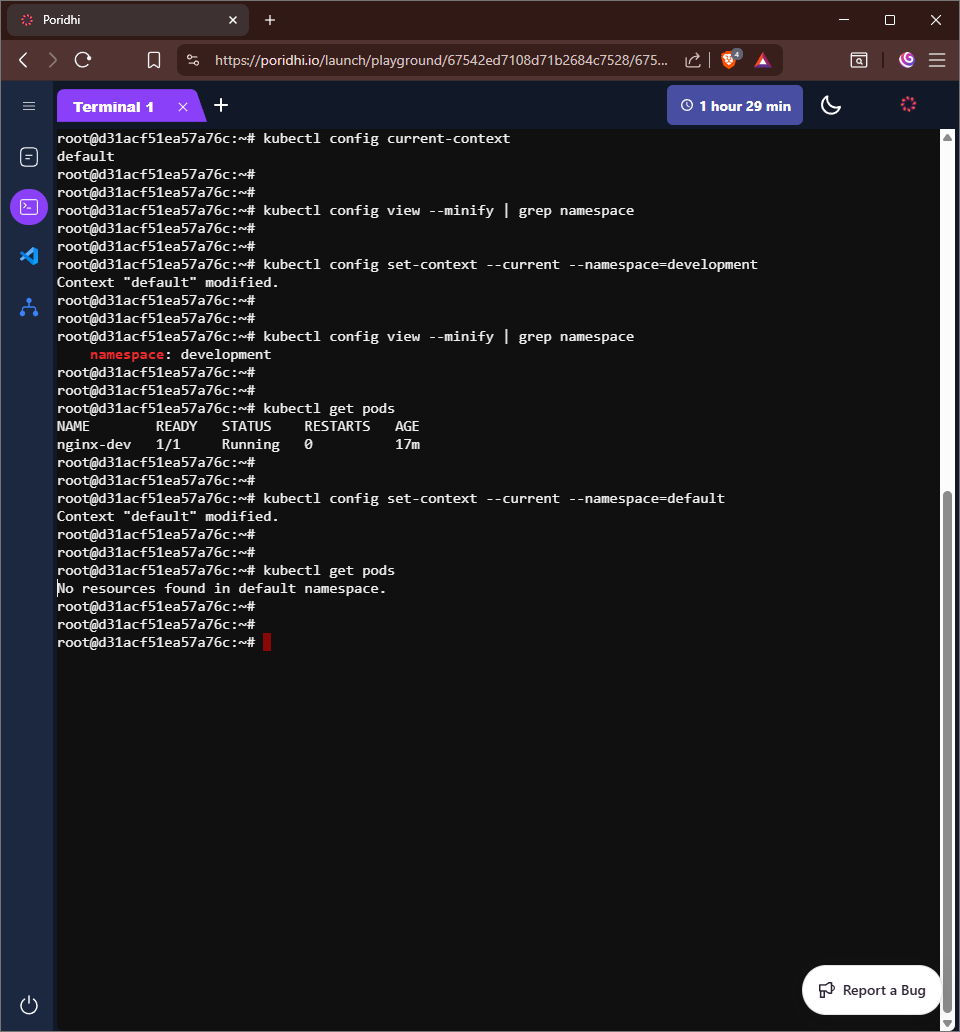 Poridhi
https://poridhi.io/launch/playground/67542ed7108d71b2684c7528/675...
4
Terminal 1
1 hour 29 min
root@d31acf51ea57a76c:~# kubectl config current-context
default
root@d31acf51ea57a76c:~#
root@d31acf51ea57a76c:~#
root@d31acf51ea57a76c:~# kubectl config view --minify | grep namespace
root@d31acf51ea57a76c:~#
root@d31acf51ea57a76c:~#
root@d31acf51ea57a76c:~# kubectl config set-context --current --namespace=development
Context "default" modified.
root@d31acf51ea57a76c:~#
root@d31acf51ea57a76c:~#
root@d31acf51ea57a76c:~# kubectl config view --minify | grep namespace
    namespace: development
root@d31acf51ea57a76c:~#
root@d31acf51ea57a76c:~#
root@d31acf51ea57a76c:~# kubectl get pods
NAME        READY   STATUS    RESTARTS   AGE
nginx-dev   1/1     Running   0          17m
root@d31acf51ea57a76c:~#
root@d31acf51ea57a76c:~#
root@d31acf51ea57a76c:~# kubectl config set-context --current --namespace=default
Context "default" modified.
root@d31acf51ea57a76c:~#
root@d31acf51ea57a76c:~#
root@d31acf51ea57a76c:~# kubectl get pods
No resources found in default namespace.
root@d31acf51ea57a76c:~#
root@d31acf51ea57a76c:~#
root@d31acf51ea57a76c:~#
Report a Bug